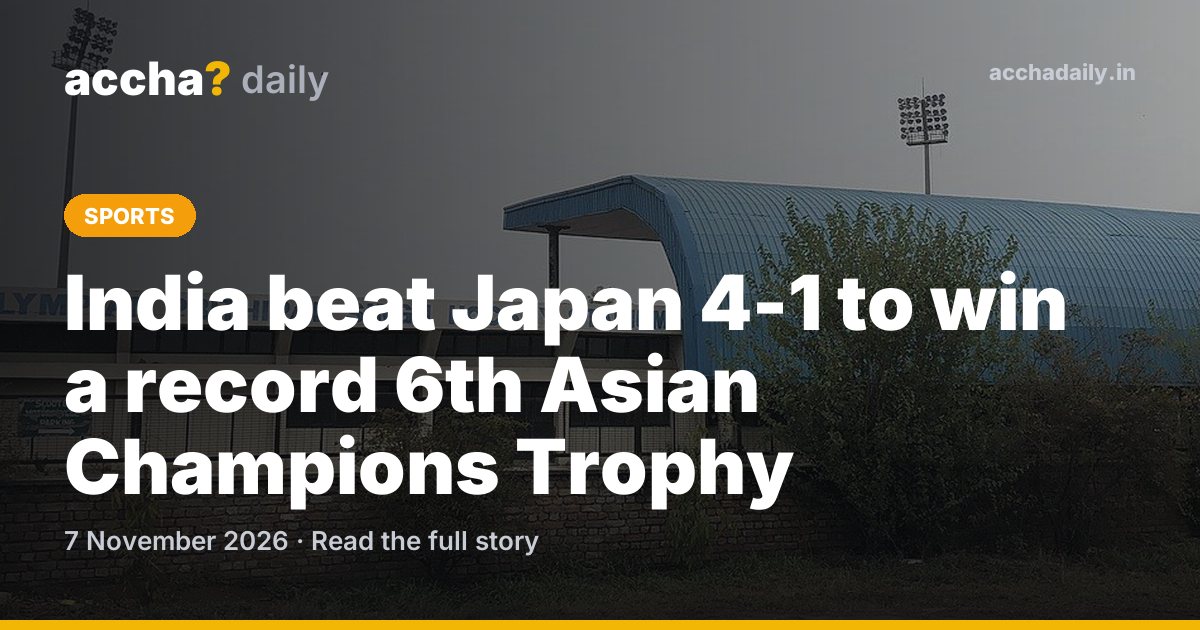 accha? daily
acchadaily.in
SPORTS
India beat Japan 4-1 to win
a record 6th Asian
Champions Trophy
7 November 2026 · Read the full story